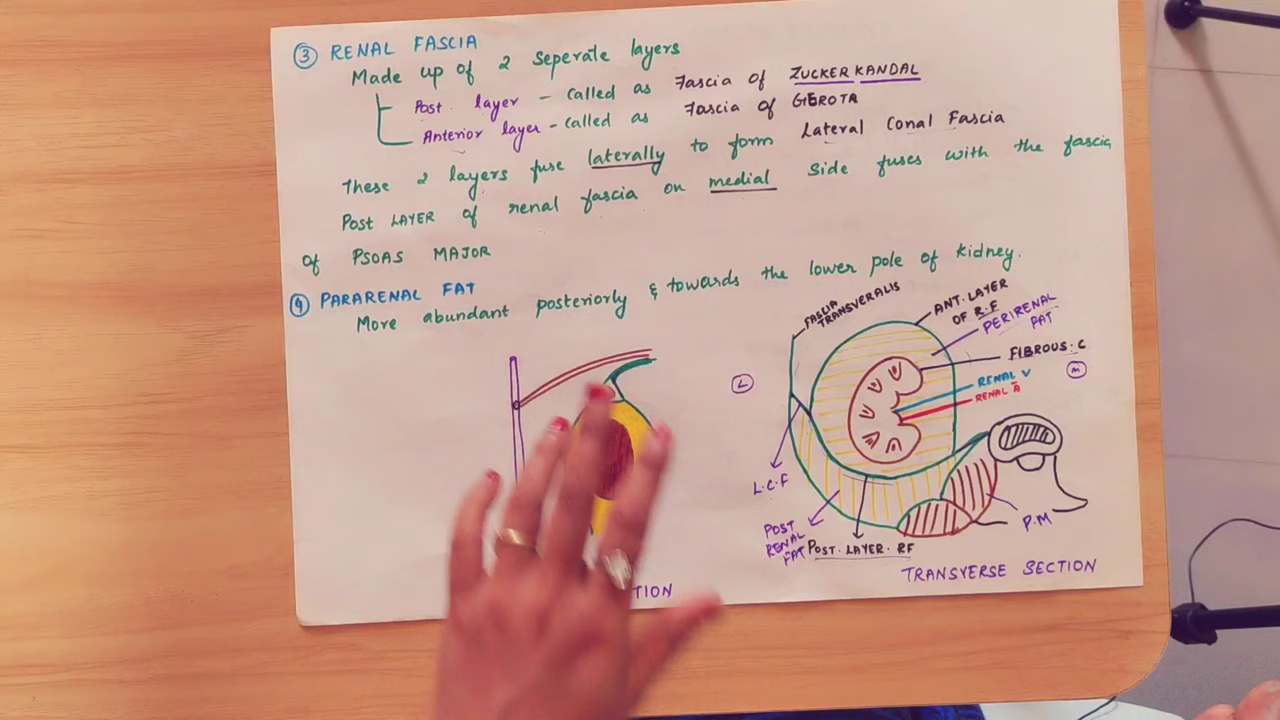 ③ RENAL FASCIA
Made up of 2 seperate layers
Post. layer - called as Fascia of ZUCKERKANDAL
Anterior layer - called as Fascia of GEROTA
These 2 layers fuse laterally to form Lateral Conal Fascia
Post LAYER of renal fascia on medial side fuses with the fascia
of PSOAS MAJOR
④ PARARENAL FAT
More abundant posteriorly & towards the lower pole of kidney.
FASCIA
TRANSVERALIS
ANT. LAYER
OF R.F
PERIRENAL
FAT
FIBROUS.C
RENAL V
RENAL A
L
M
L.C.F
POST
RENAL
FAT
POST. LAYER. RF
P.M
TION
TRANSVERSE SECTION